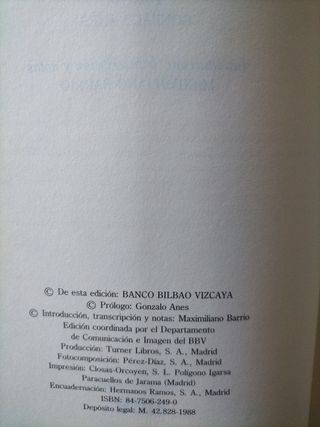 © De esta edición: BANCO BILBAO VIZCAYA
© Prólogo: Gonzalo Anes
© Introducción, transcripción y notas: Maximiliano Barrio
Edición coordinada por el Departamento
de Comunicación e Imagen del BBV
Producción: Turner Libros, S. A., Madrid
Fotocomposición: Pérez-Díaz, S. A., Madrid
Impresión: Closas-Orcoyen, S. L. Polígono Igarsa
Paracuellos de Jarama (Madrid)
Encuadernación: Hermanos Ramos, S. A., Madrid
ISBN: 84-7506-249-0
Depósito legal: M. 42.828-1988